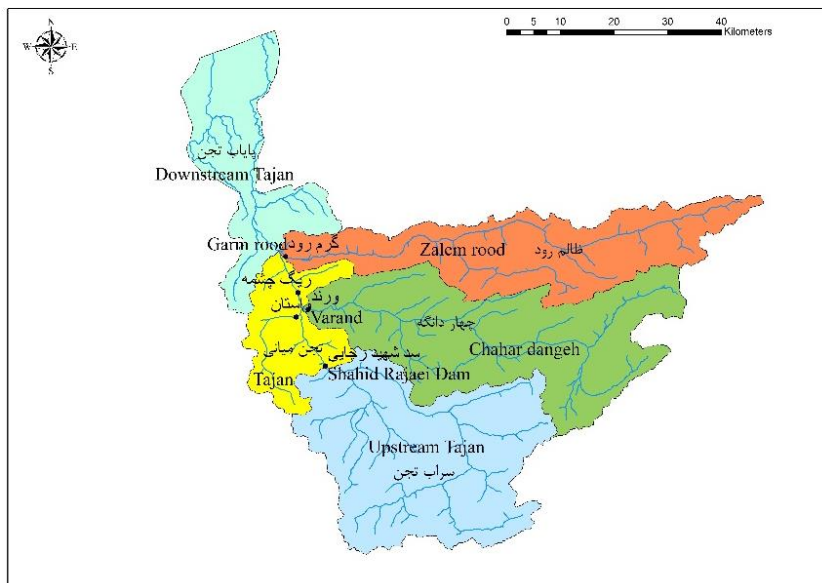 N
W E
S
0 5 10 20 30 40
Kilometers
پایاب تجن
Downstream Tajan
Garm rood گرم رود
Zalem rood
ظالم رود
ریگ چشمه
ورند
Varand
چهار دانگه
Chahar dangeh
تجن میانی
سد شهید رجایی
Shahid Rajaei Dam
Tajan
Upstream Tajan
سراب تجن